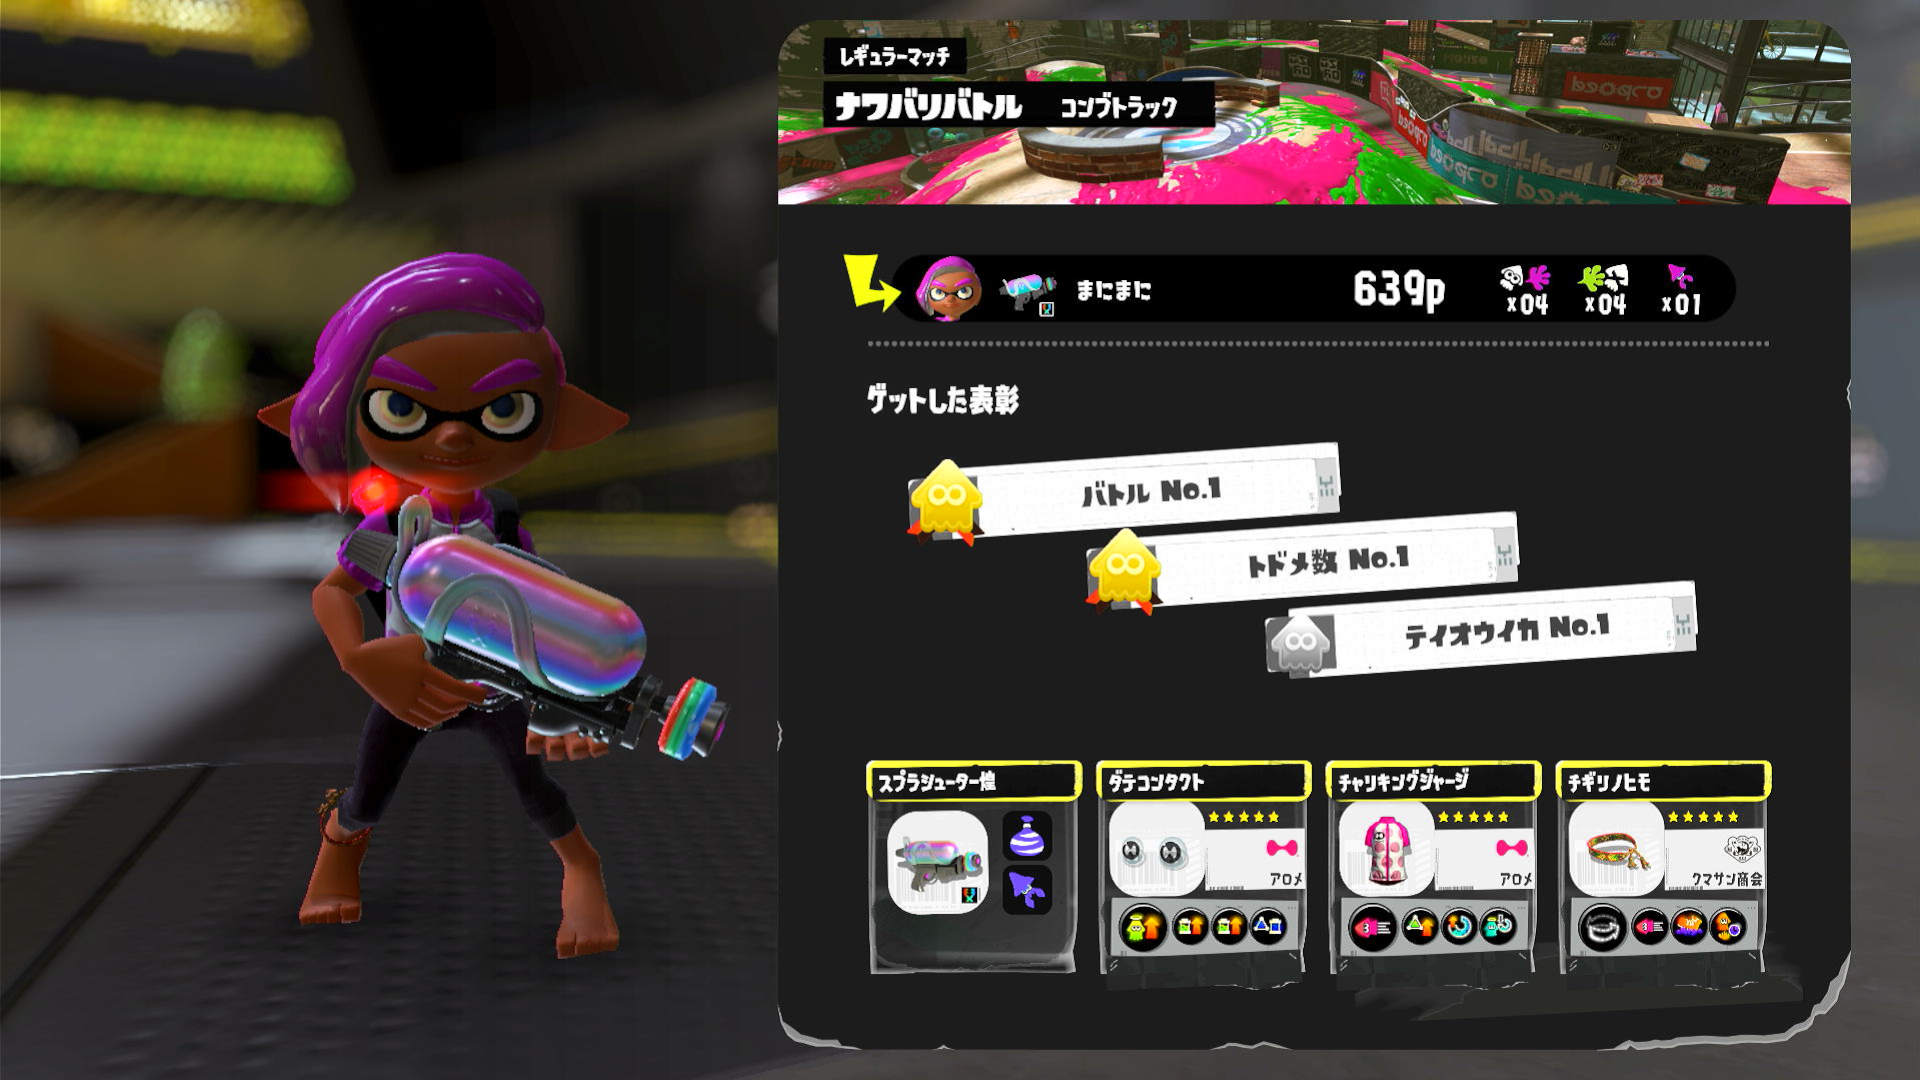 レギュラーマッチ
ナワバリバトル コンブトラック
まにまに 639p x04 x04 x01
ゲットした表彰
バトル No.1
トドメ数 No.1
テイオウイカ No.1
スプラシューター煌 ダテコンタクト チャリキングジャージ チギリノヒモ
アロメ アロメ クマサン商会